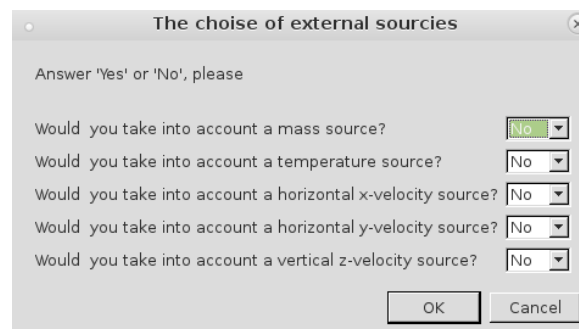 The choise of external sourcies
Answer 'Yes' or 'No', please
Would you take into account a mass source? No
Would you take into account a temperature source? No
Would you take into account a horizontal x-velocity source? No
Would you take into account a horizontal y-velocity source? No
Would you take into account a vertical z-velocity source? No
OK Cancel